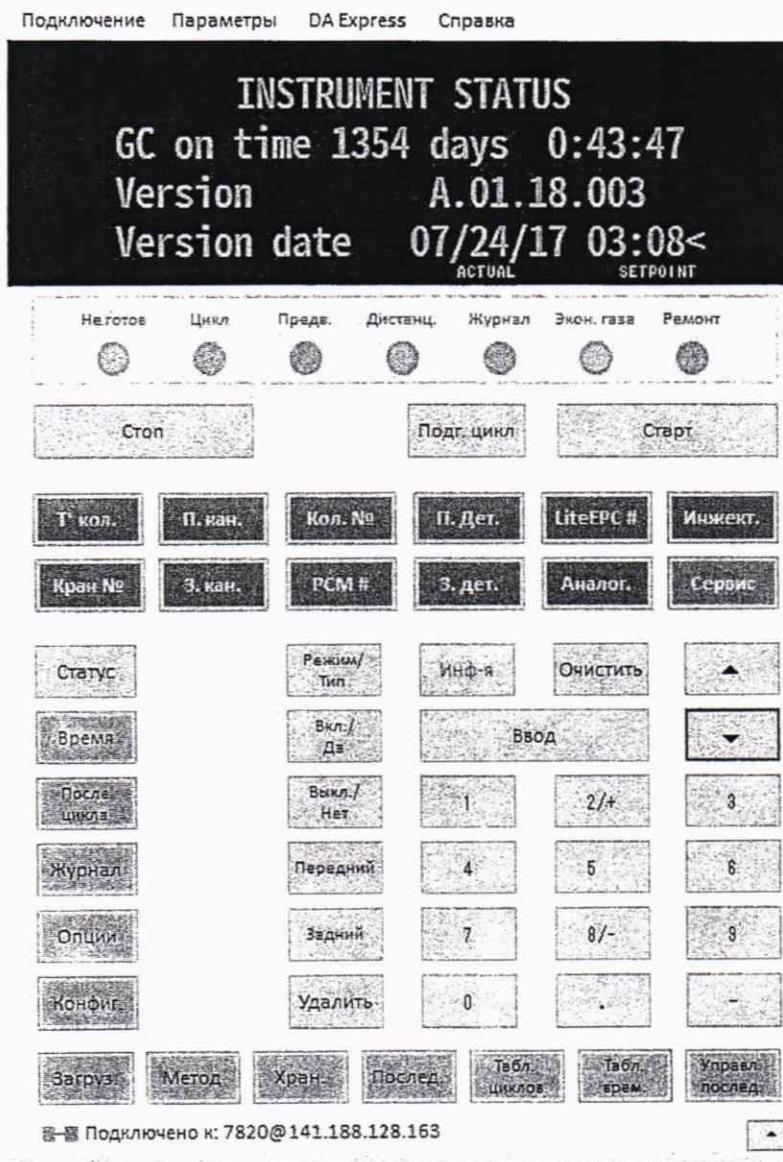 Подключение Параметры DA Express Справка
INSTRUMENT STATUS
GC on time 1354 days 0:43:47
Version A.01.18.003
Version date 07/24/17 03:08<
ACTUAL SETPOINT
Не готов Цикл Предв. Дистанц. Журнал Экон. газа Ремонт
Стоп Подг. цикл Старт
Т° кол. П. кан. Кол. № П. Дет. LiteEPC # Инжект.
Кран № З. кан. PCM # З. дет. Аналог. Сервис
Статус Режим/ Инф-я Очистить
Тип
Время Вкл./ Ввод
Да
После Выкл./ 1 2/+ 3
цикла Нет
Журнал Передний 4 5 6
Опции Задний 7 8/- 9
Конфиг. Удалить 0 . -
Загруз. Метод Хран. Послед. Табл. Табл. Управл.
циклов врем. послед.
Подключено к: 7820@141.188.128.163